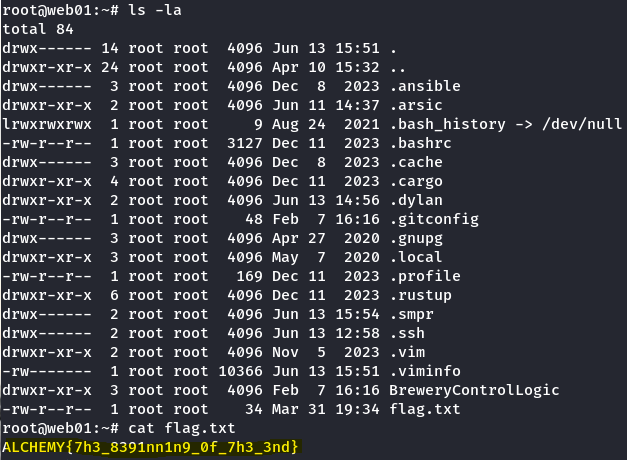 root@web01:~# ls -la
total 84
drwx------ 14 root root  4096 Jun 13 15:51 .
drwxr-xr-x 24 root root  4096 Apr 10 15:32 ..
drwx------  3 root root  4096 Dec  8  2023 .ansible
drwxr-xr-x  2 root root  4096 Jun 11 14:37 .arsic
lrwxrwxrwx  1 root root     9 Aug 24  2021 .bash_history -> /dev/null
-rw-r--r--  1 root root  3127 Dec 11  2023 .bashrc
drwx------  3 root root  4096 Dec  8  2023 .cache
drwxr-xr-x  4 root root  4096 Dec 11  2023 .cargo
drwxr-xr-x  2 root root  4096 Jun 13 14:56 .dylan
-rw-r--r--  1 root root    48 Feb  7 16:16 .gitconfig
drwx------  3 root root  4096 Apr 27  2020 .gnupg
drwxr-xr-x  3 root root  4096 May  7  2020 .local
-rw-r--r--  1 root root   169 Dec 11  2023 .profile
drwxr-xr-x  6 root root  4096 Dec 11  2023 .rustup
drwx------  2 root root  4096 Jun 13 15:54 .smpr
drwx------  2 root root  4096 Jun 13 12:58 .ssh
drwxr-xr-x  2 root root  4096 Nov  5  2023 .vim
-rw-------  1 root root 10366 Jun 13 15:51 .viminfo
drwxr-xr-x  3 root root  4096 Feb  7 16:16 BreweryControlLogic
-rw-r--r--  1 root root    34 Mar 31 19:34 flag.txt
root@web01:~# cat flag.txt
ALCHEMY{7h3_8391nn1n9_0f_7h3_3nd}